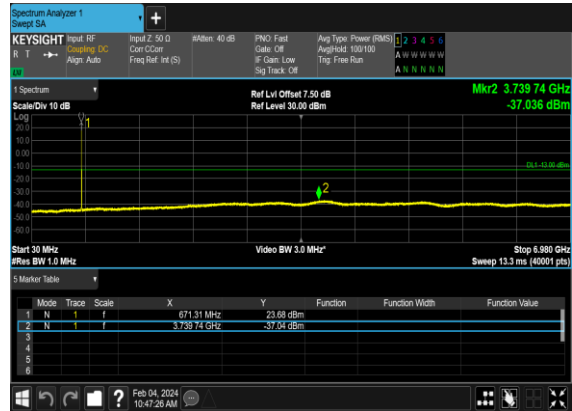 Spectrum Analyzer 1
Swept SA
+
KEYSIGHT
R T
Input: RF
Coupling: DC
Align: Auto
Input Z: 50 Ω
Corr CCorr
Freq Ref: Int (S)
#Atten: 40 dB
PNO: Fast
Gate: Off
IF Gain: Low
Sig Track: Off
Avg Type: Power (RMS)
Avg|Hold: 100/100
Trig: Free Run
1 2 3 4 5 6
A W W W W W
A N N N N N
1 Spectrum
Scale/Div 10 dB
Ref Lvl Offset 7.50 dB
Ref Level 30.00 dBm
Mkr2 3.739 74 GHz
-37.036 dBm
Log
20.0
10.0
0.00
-10.0
-20.0
-30.0
-40.0
-50.0
-60.0
1
2
DL1 -13.00 dBm
Start 30 MHz
#Res BW 1.0 MHz
Video BW 3.0 MHz*
Stop 6.980 GHz
Sweep 13.3 ms (40001 pts)
5 Marker Table
Mode Trace Scale X Y Function Function Width Function Value
1 N 1 f 671.31 MHz 23.68 dBm
2 N 1 f 3.739 74 GHz -37.04 dBm
3
4
5
6
?
Feb 04, 2024
10:47:26 AM